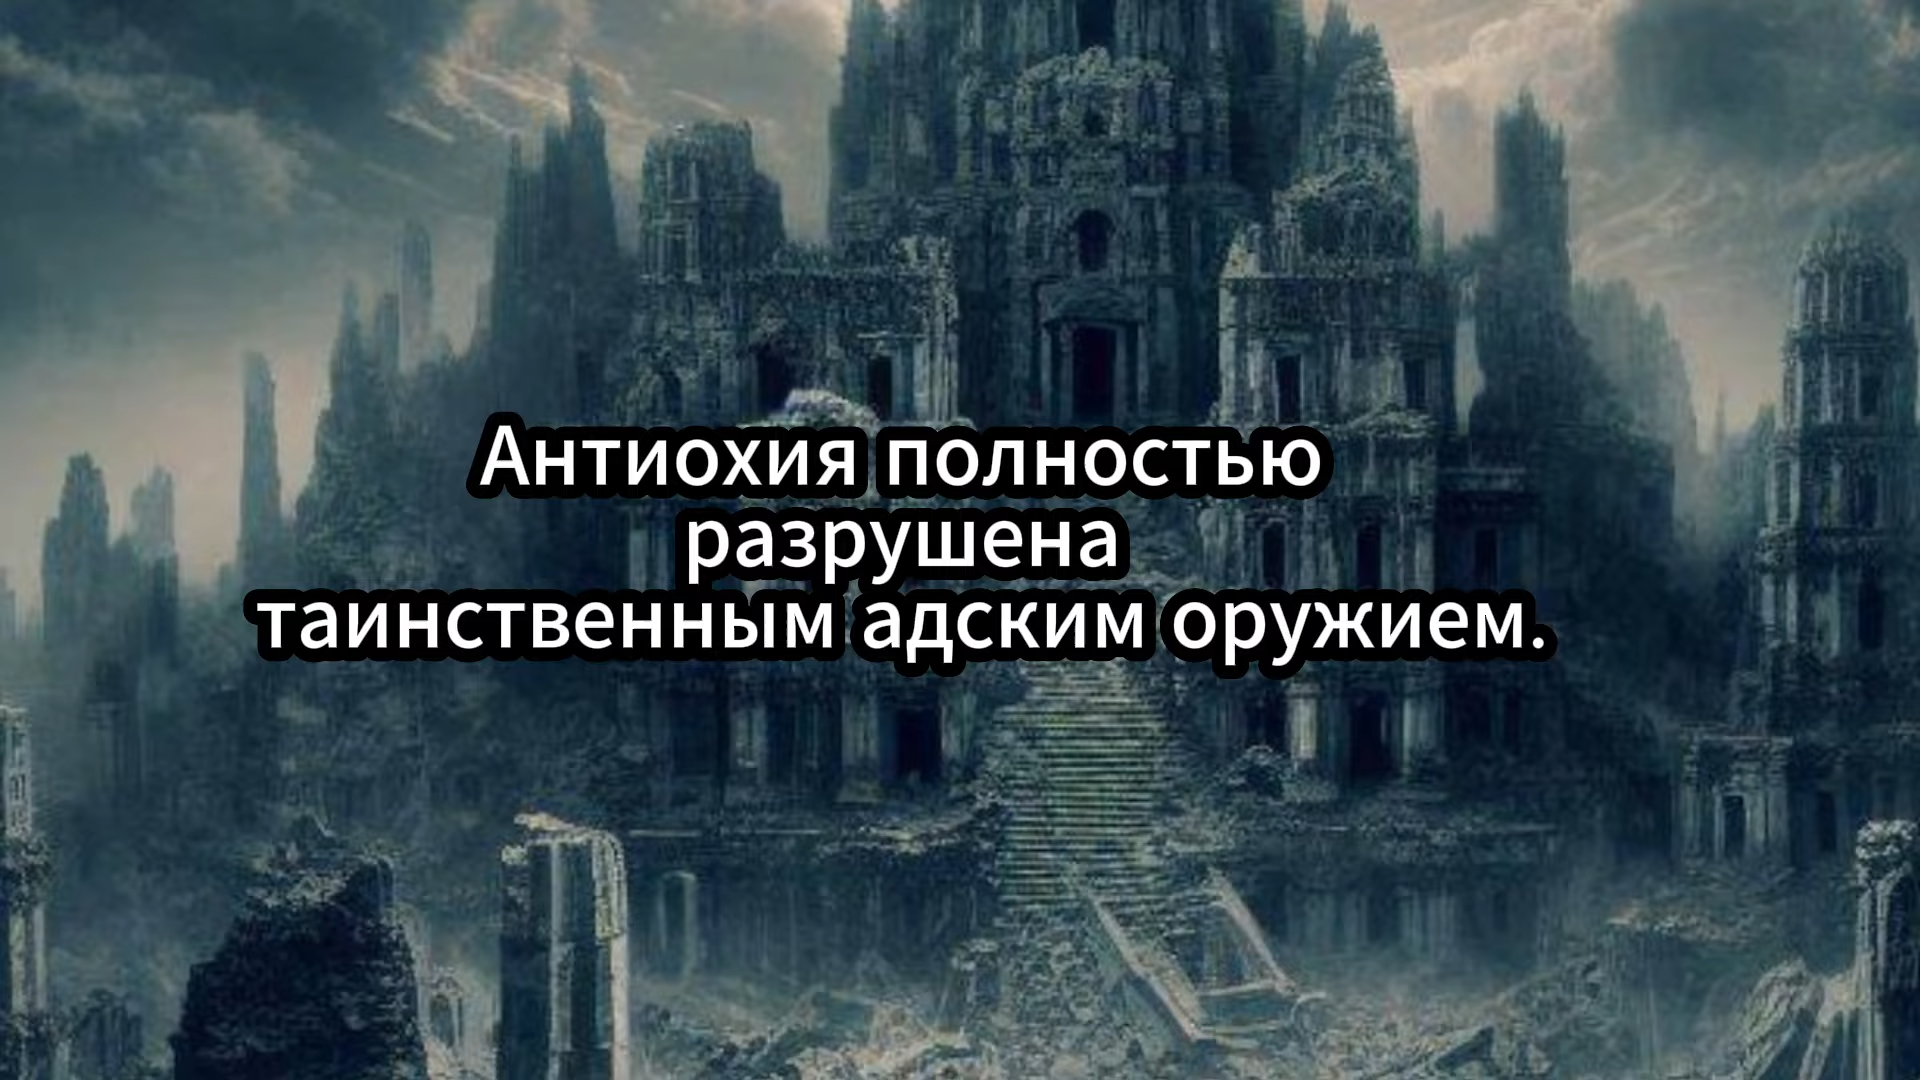 Антиохия полностью
разрушена
таинственным адским оружием.